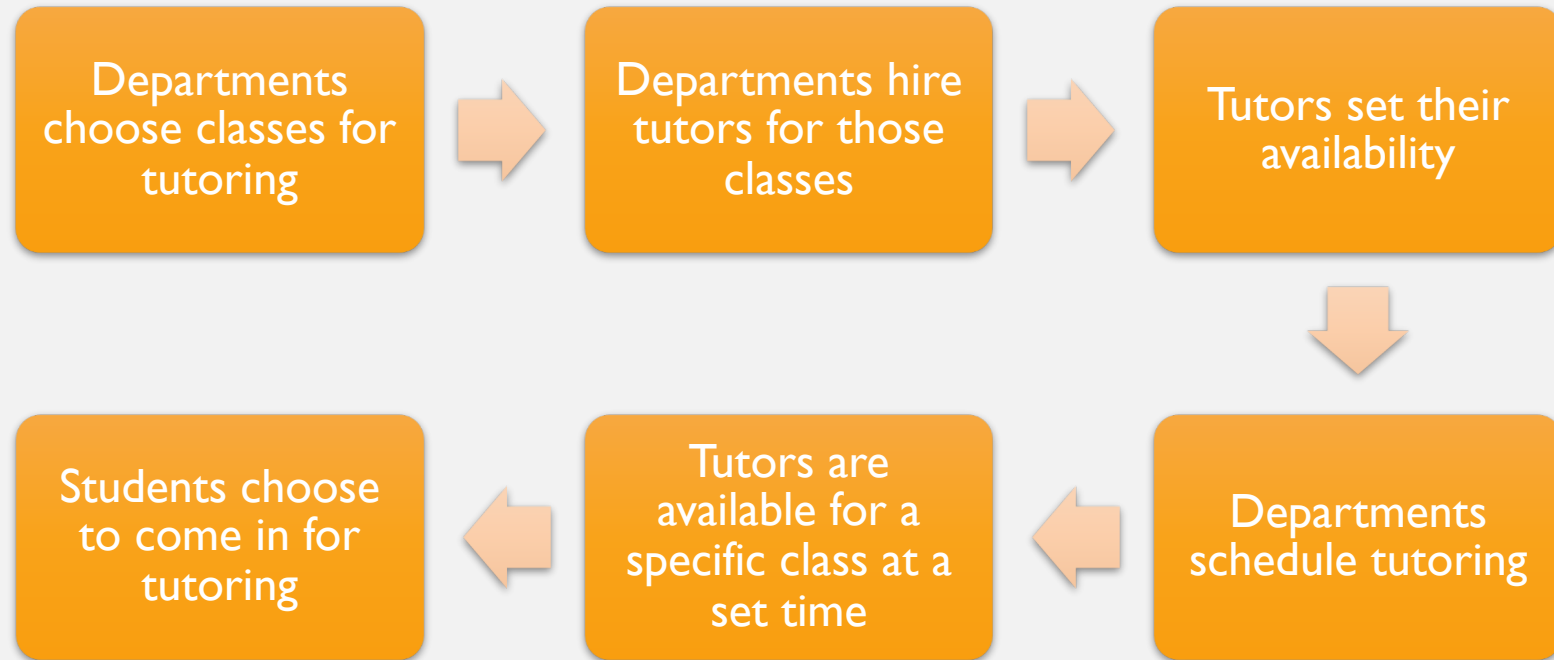 Departments
choose classes for
tutoring
Departments hire
tutors for those
classes
Tutors set their
availability
Departments
schedule tutoring
Tutors are
available for a
specific class at a
set time
Students choose
to come in for
tutoring